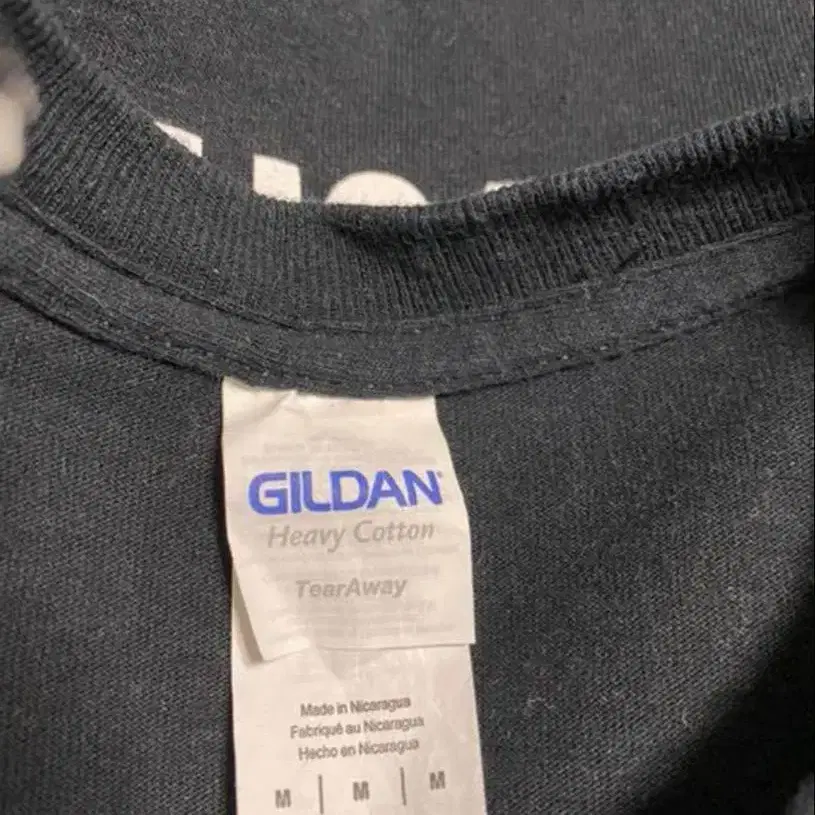 GILDAN
Heavy Cotton
TearAway
Made in Nicaragua
Fabriqué au Nicaragua
Hecho en Nicaragua
M | M | M